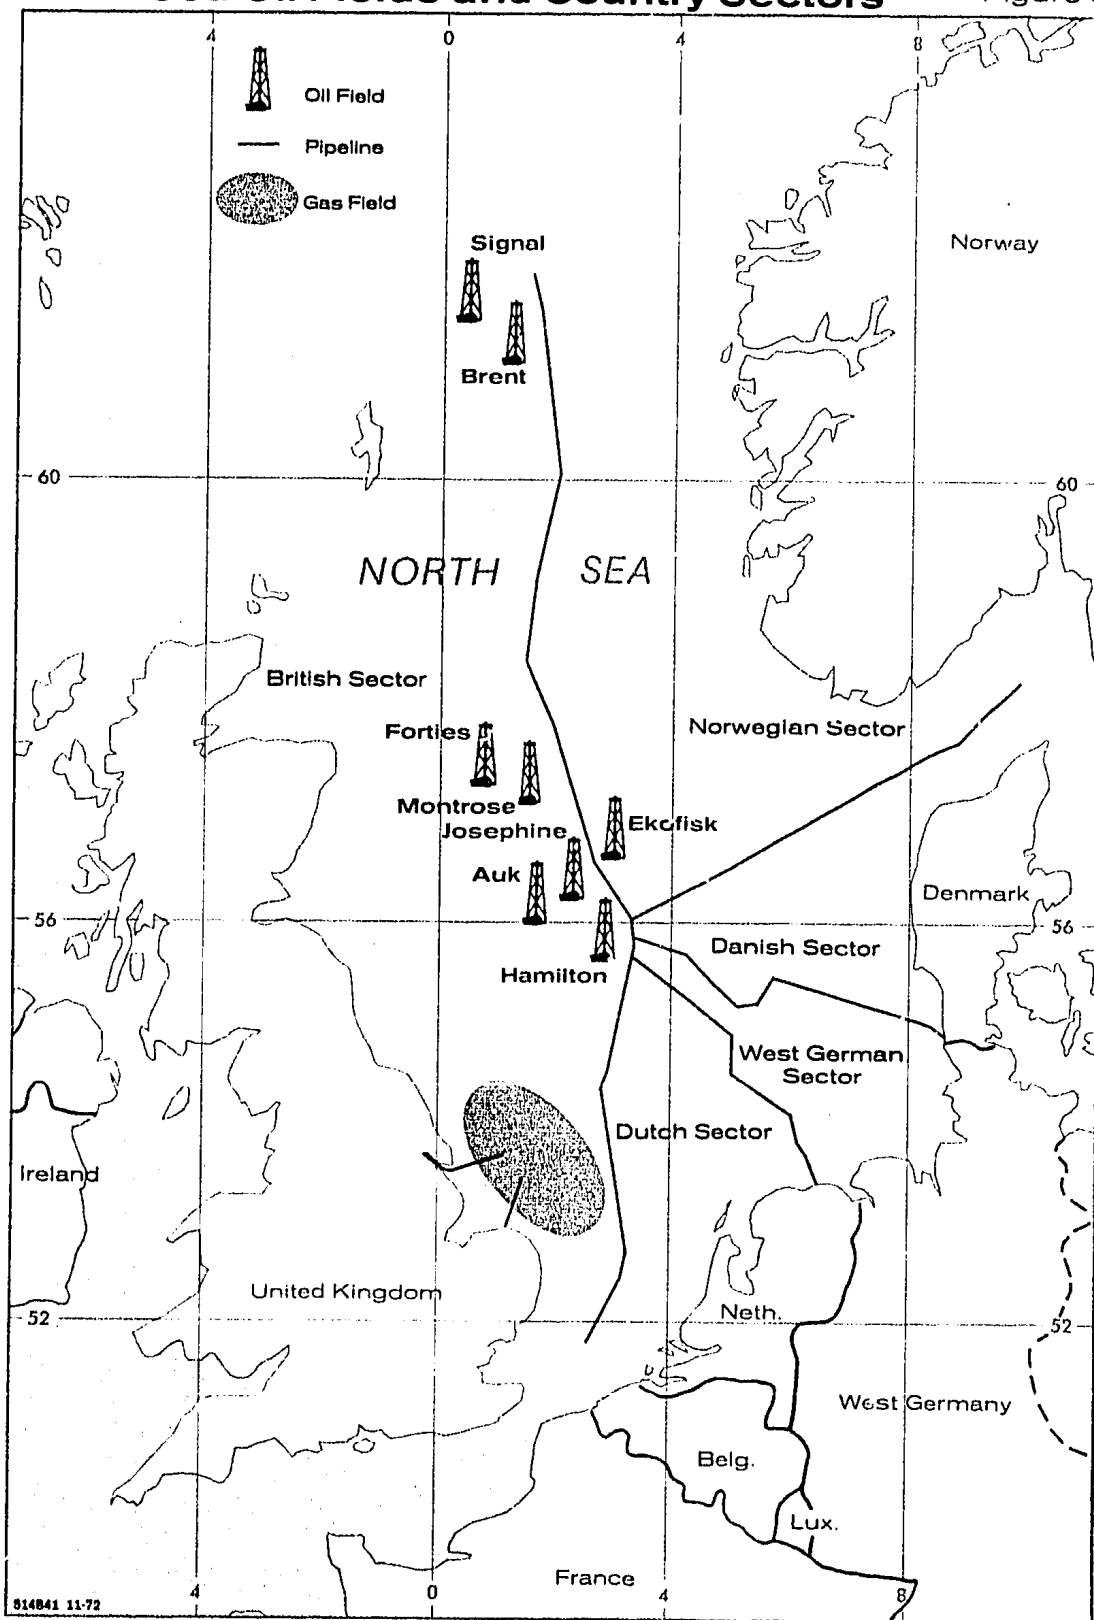 Sea Oil Fields and Country Sectors
Figure
4 0 4 8
Oil Field
Pipeline
Gas Field
Signal
Norway
Brent
60 60
NORTH SEA
British Sector
Norwegian Sector
Forties
Montrose
Josephine
Ekofisk
Auk
Denmark
56 56
Danish Sector
Hamilton
West German
Sector
Dutch Sector
Ireland
United Kingdom
Neth.
52 52
West Germany
Belg.
Lux.
France
4 0 4 8
514841 11-72